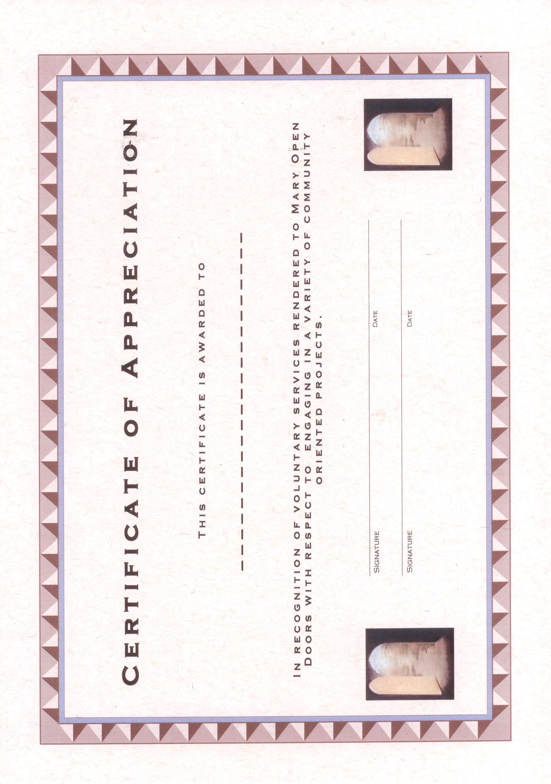 CERTIFICATE OF APPRECIATION
THIS CERTIFICATE IS AWARDED TO
IN RECOGNITION OF VOLUNTARY SERVICES RENDERED TO MARY OPEN
DOORS WITH RESPECT TO ENGAGING IN A VARIETY OF COMMUNITY
ORIENTED PROJECTS.
SIGNATURE DATE
SIGNATURE DATE